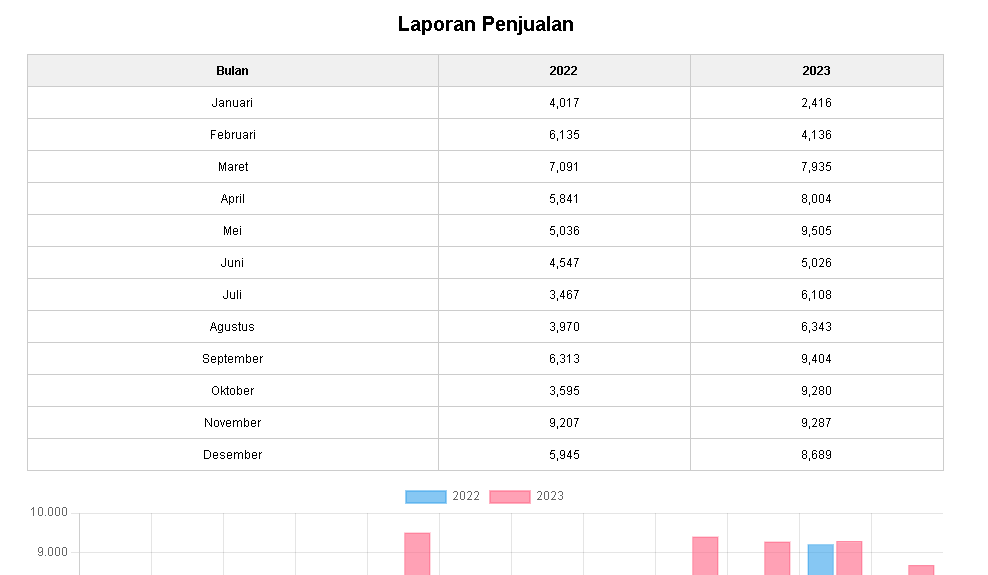 Laporan Penjualan
Bulan 2022 2023
Januari 4,017 2,416
Februari 6,135 4,136
Maret 7,091 7,935
April 5,841 8,004
Mei 5,036 9,505
Juni 4,547 5,026
Juli 3,467 6,108
Agustus 3,970 6,343
September 6,313 9,404
Oktober 3,595 9,280
November 9,207 9,287
Desember 5,945 8,689
2022 2023
10.000
9.000